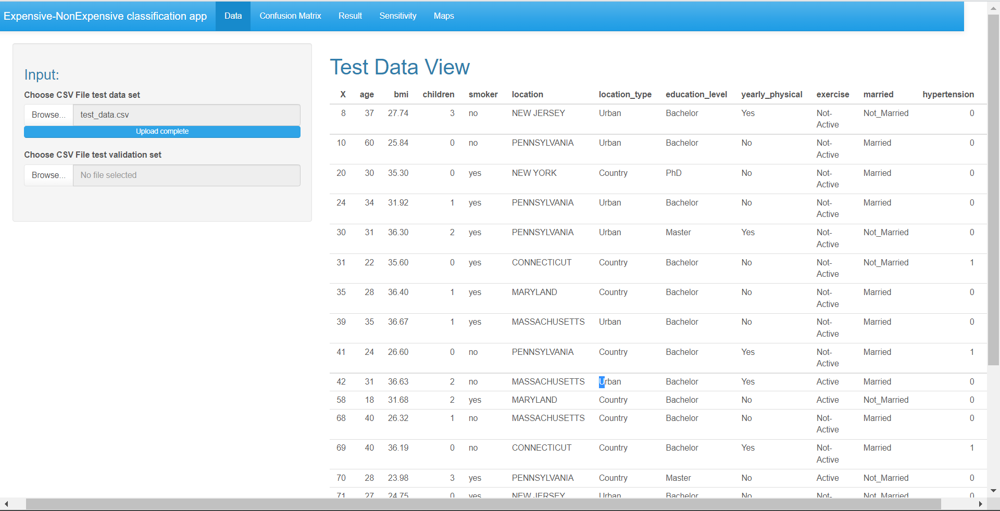 Expensive-NonExpensive classification app Data Confusion Matrix Result Sensitivity Maps
Input:
Choose CSV File test data set
Browse... test_data.csv
Upload complete
Choose CSV File test validation set
Browse... No file selected
Test Data View
X age bmi children smoker location location_type education_level yearly_physical exercise married hypertension
8 37 27.74 3 no NEW JERSEY Urban Bachelor Yes Not- Not_Married 0
Active
10 60 25.84 0 no PENNSYLVANIA Urban Bachelor No Not- Married 0
Active
20 30 35.30 0 yes NEW YORK Country PhD No Not- Married 0
Active
24 34 31.92 1 yes PENNSYLVANIA Urban Bachelor No Not- Married 0
Active
30 31 36.30 2 yes PENNSYLVANIA Urban Master Yes Not- Not_Married 0
Active
31 22 35.60 0 yes CONNECTICUT Country Bachelor No Not- Not_Married 1
Active
35 28 36.40 1 yes MARYLAND Country Bachelor No Not- Married 0
Active
39 35 36.67 1 yes MASSACHUSETTS Urban Bachelor No Not- Married 0
Active
41 24 26.60 0 no PENNSYLVANIA Country Bachelor Yes Not- Married 1
Active
42 31 36.63 2 no MASSACHUSETTS Urban Bachelor Yes Active Married 0
58 18 31.68 2 yes MARYLAND Country Bachelor No Active Not_Married 0
68 40 26.32 1 no MASSACHUSETTS Country Bachelor No Not- Married 0
Active
69 40 36.19 0 no CONNECTICUT Country Bachelor Yes Not- Married 1
Active
70 28 23.98 3 yes PENNSYLVANIA Country Master No Active Not_Married 0
71 27 24.75 0 yes NEW JERSEY Urban Bachelor No Not- Not_Married 0